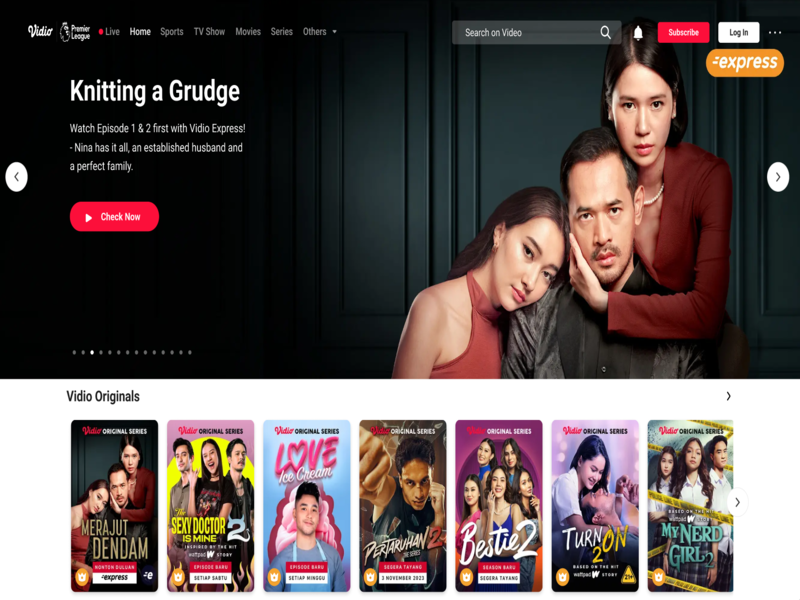 Vidio
Premier
League
Live
Home
Sports
TV Show
Movies
Series
Others
Search on Video
Subscribe
Log In
express
Knitting a Grudge
Watch Episode 1 & 2 first with Vidio Express!
- Nina has it all, an established husband and
a perfect family.
Check Now
Vidio Originals
Vidio ORIGINAL SERIES
MERAJUT
DENDAM
NONTON DULUAN
express
Vidio ORIGINAL SERIES
The
SEXY DOCTOR
IS MINE 2
INSPIRED BY THE HIT
wattpad W STORY
EPISODE BARU
SETIAP SABTU
Vidio ORIGINAL SERIES
LOVE
Ice Cream
EPISODE BARU
SETIAP MINGGU
Vidio ORIGINAL SERIES
PERTARUHAN 2
THE SERIES
SEGERA TAYANG
3 NOVEMBER 2023
Vidio ORIGINAL SERIES
Bestie 2
SEASON BARU
SEGERA TAYANG
Vidio ORIGINAL SERIES
TURN ON
2
BASED ON THE HIT
wattpad W STORY
21+
Vidio ORIGINAL SERIES
BASED ON THE HIT
wattpad W STORY
MY NERD
GIRL 2